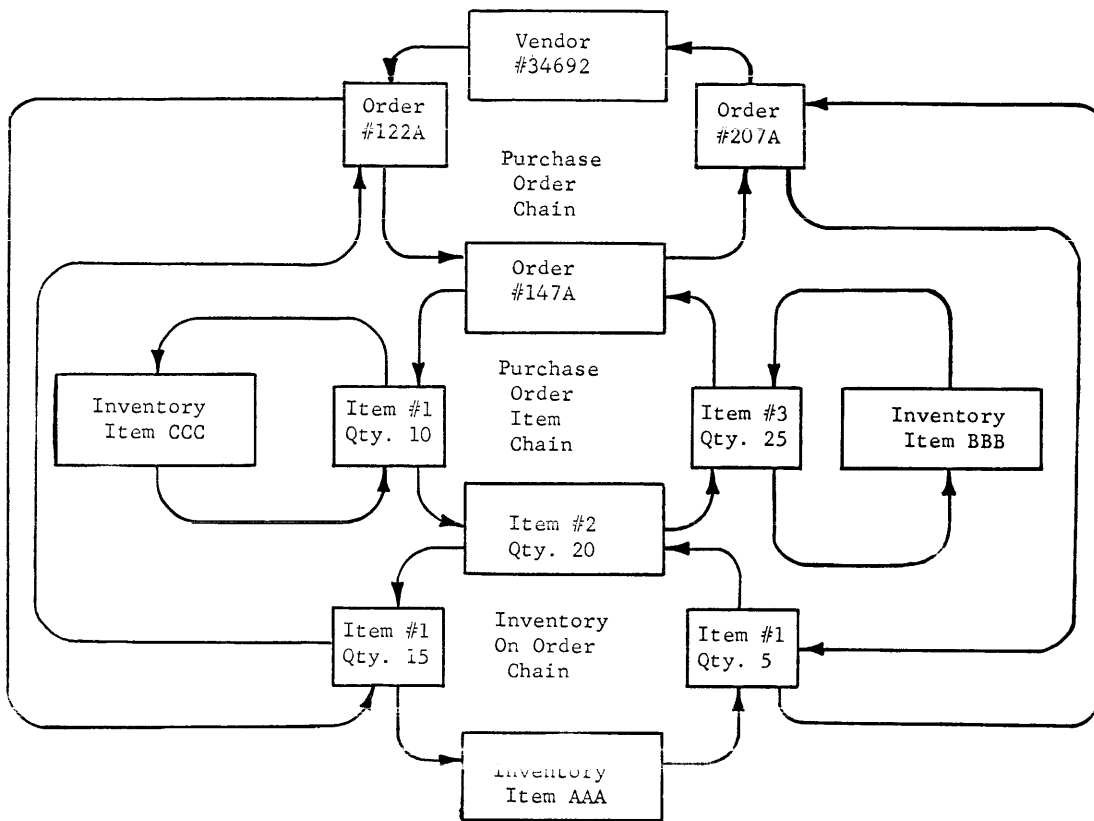 Vendor
#34692
Order
#122A
Order
#207A
Purchase
Order
Chain
Order
#147A
Purchase
Order
Item
Chain
Inventory
Item CCC
Item #1
Qty. 10
Item #3
Qty. 25
Inventory
Item BBB
Item #2
Qty. 20
Item #1
Qty. 15
Inventory
On Order
Chain
Item #1
Qty. 5
Inventory
Item AAA